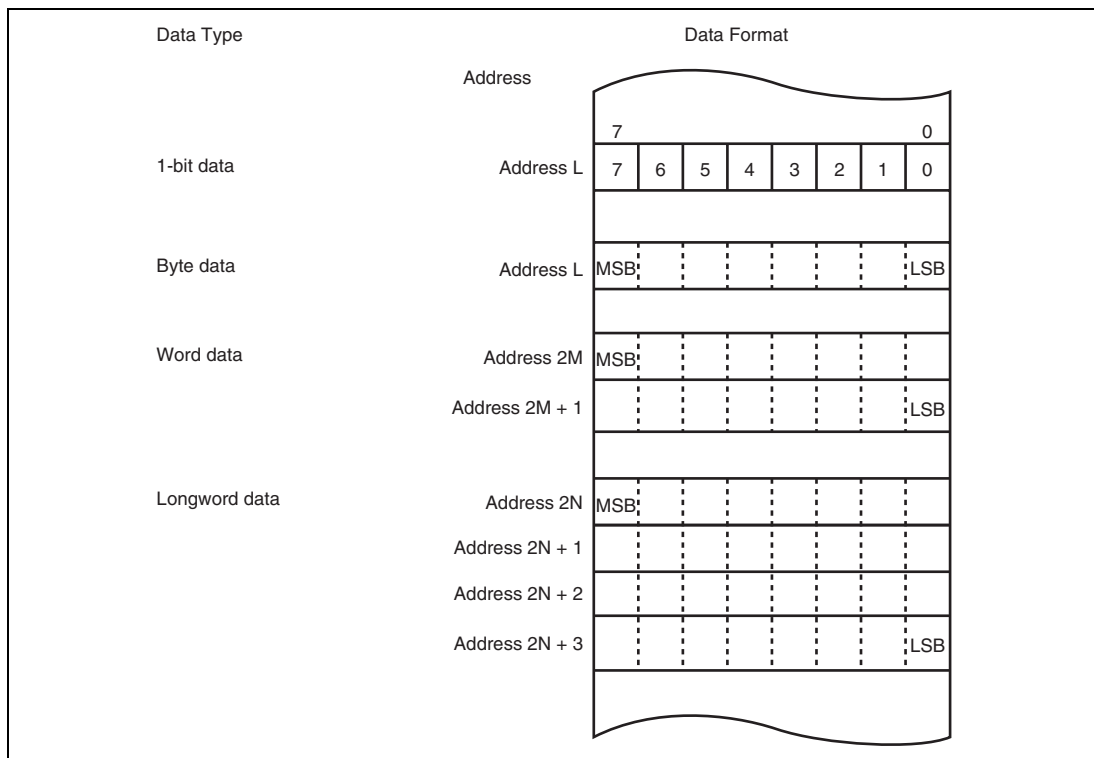 Data Type Data Format
Address
7 0
1-bit data Address L 7 6 5 4 3 2 1 0
Byte data Address L MSB LSB
Word data Address 2M MSB
Address 2M + 1 LSB
Longword data Address 2N MSB
Address 2N + 1
Address 2N + 2
Address 2N + 3 LSB